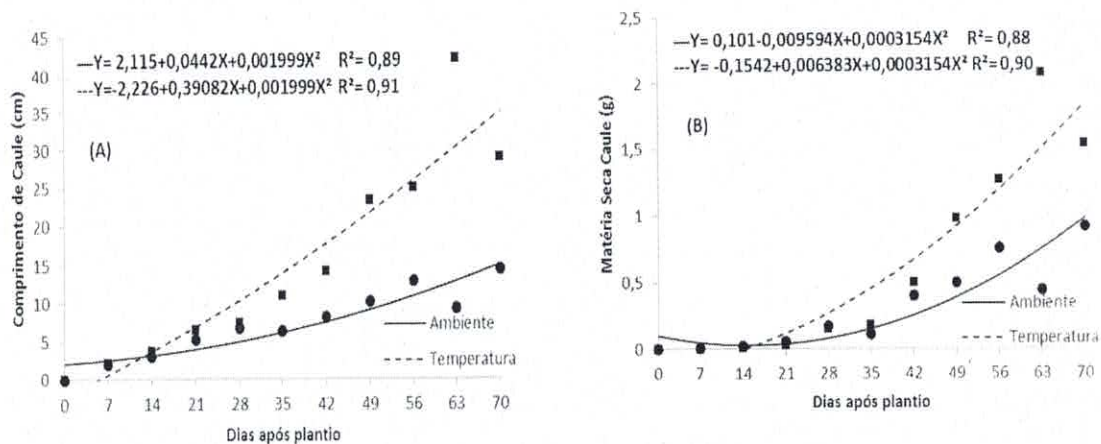 45
40
35
30
25
20
15
10
5
0
Comprimento de Caule (cm)
—Y= 2,115+0,0442X+0,001999X² R²= 0,89
---Y=-2,226+0,39082X+0,001999X² R²= 0,91
(A)
Ambiente
Temperatura
0 7 14 21 28 35 42 49 56 63 70
Dias após plantio
2,5
2
1,5
1
0,5
0
Matéria Seca Caule (g)
—Y= 0,101-0,009594X+0,0003154X² R²= 0,88
---Y= -0,1542+0,006383X+0,0003154X² R²= 0,90
(B)
Ambiente
Temperatura
0 7 14 21 28 35 42 49 56 63 70
Dias após plantio